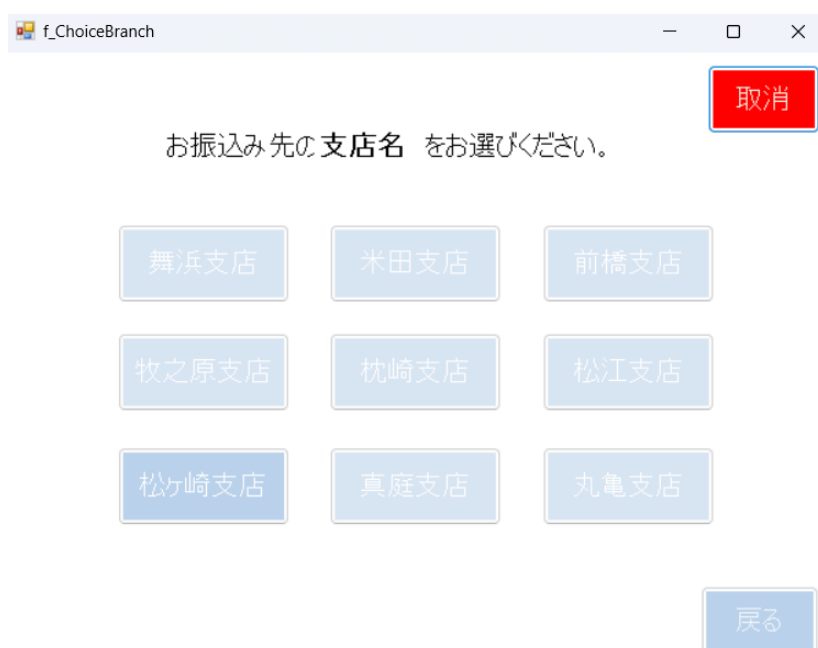 f_ChoiceBranch
取消
お振込み先の支店名 をお選びください。
舞浜支店 米田支店 前橋支店
牧之原支店 枕崎支店 松江支店
松ヶ崎支店 真庭支店 丸亀支店
戻る